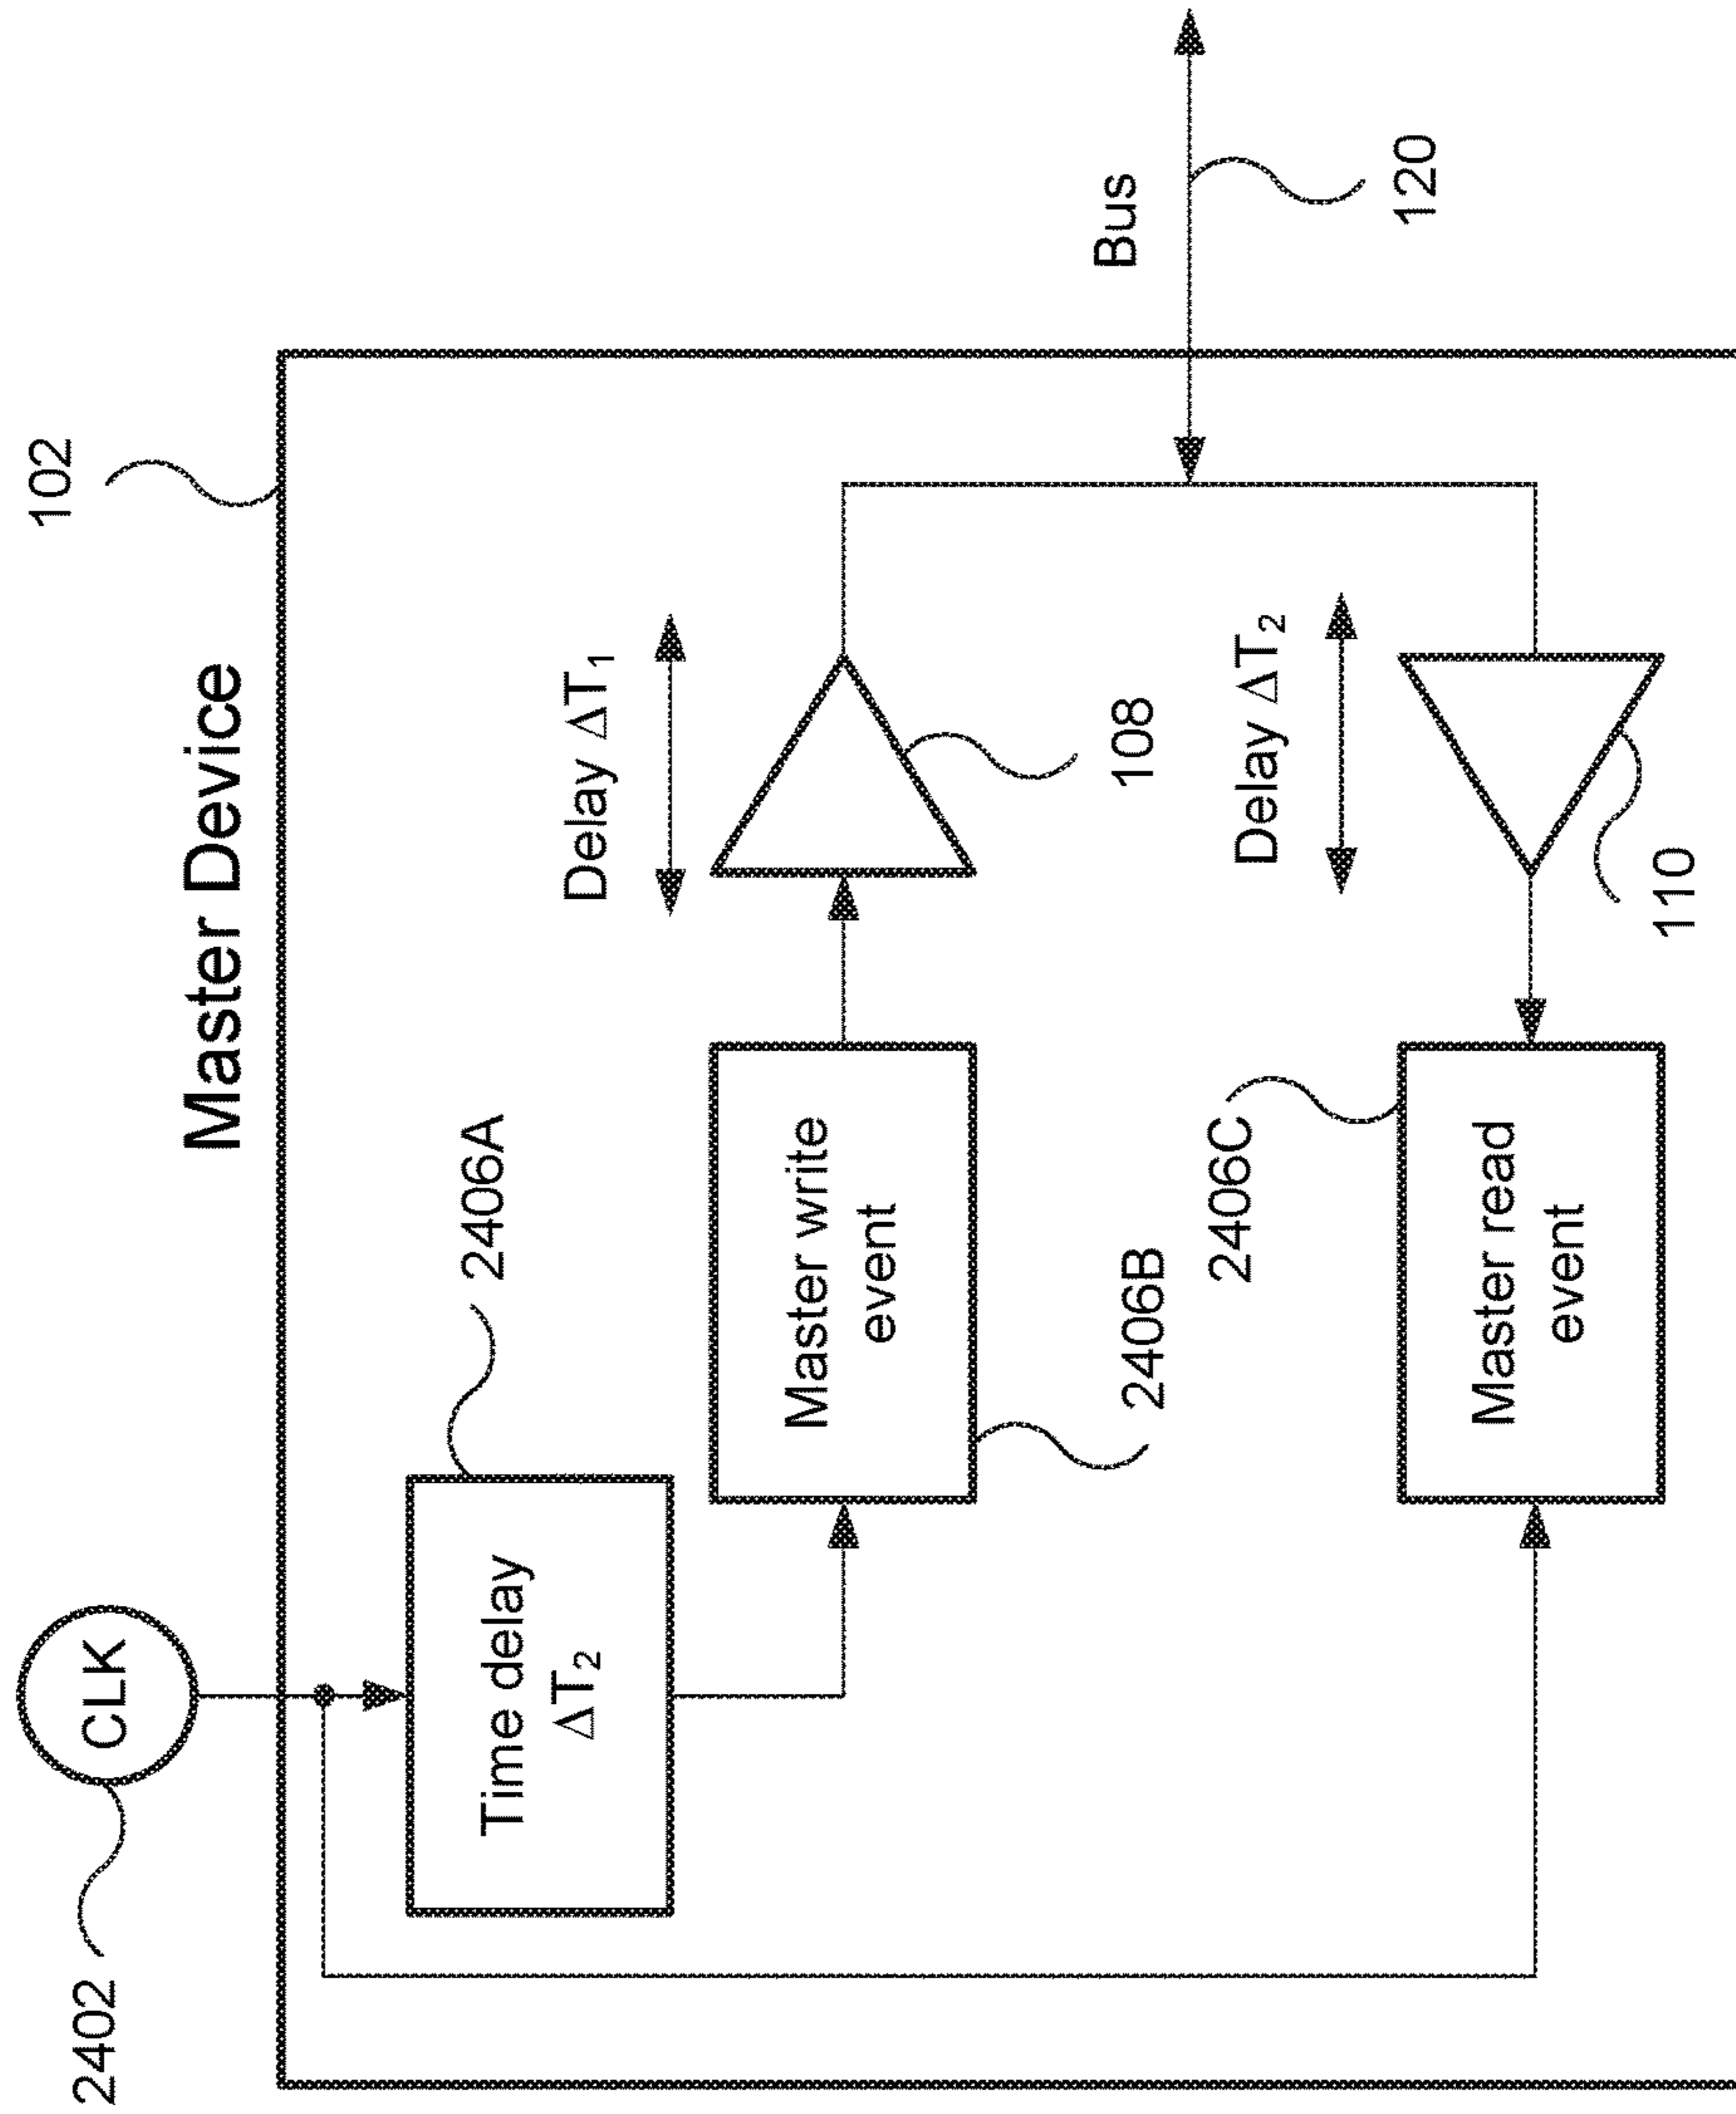 Master Device
102
2402
CLK
2406A
Time delay
ΔT₂
Delay ΔT₁
Master write
event
108
Bus
2406B
120
2406C
Delay ΔT₂
Master read
event
110